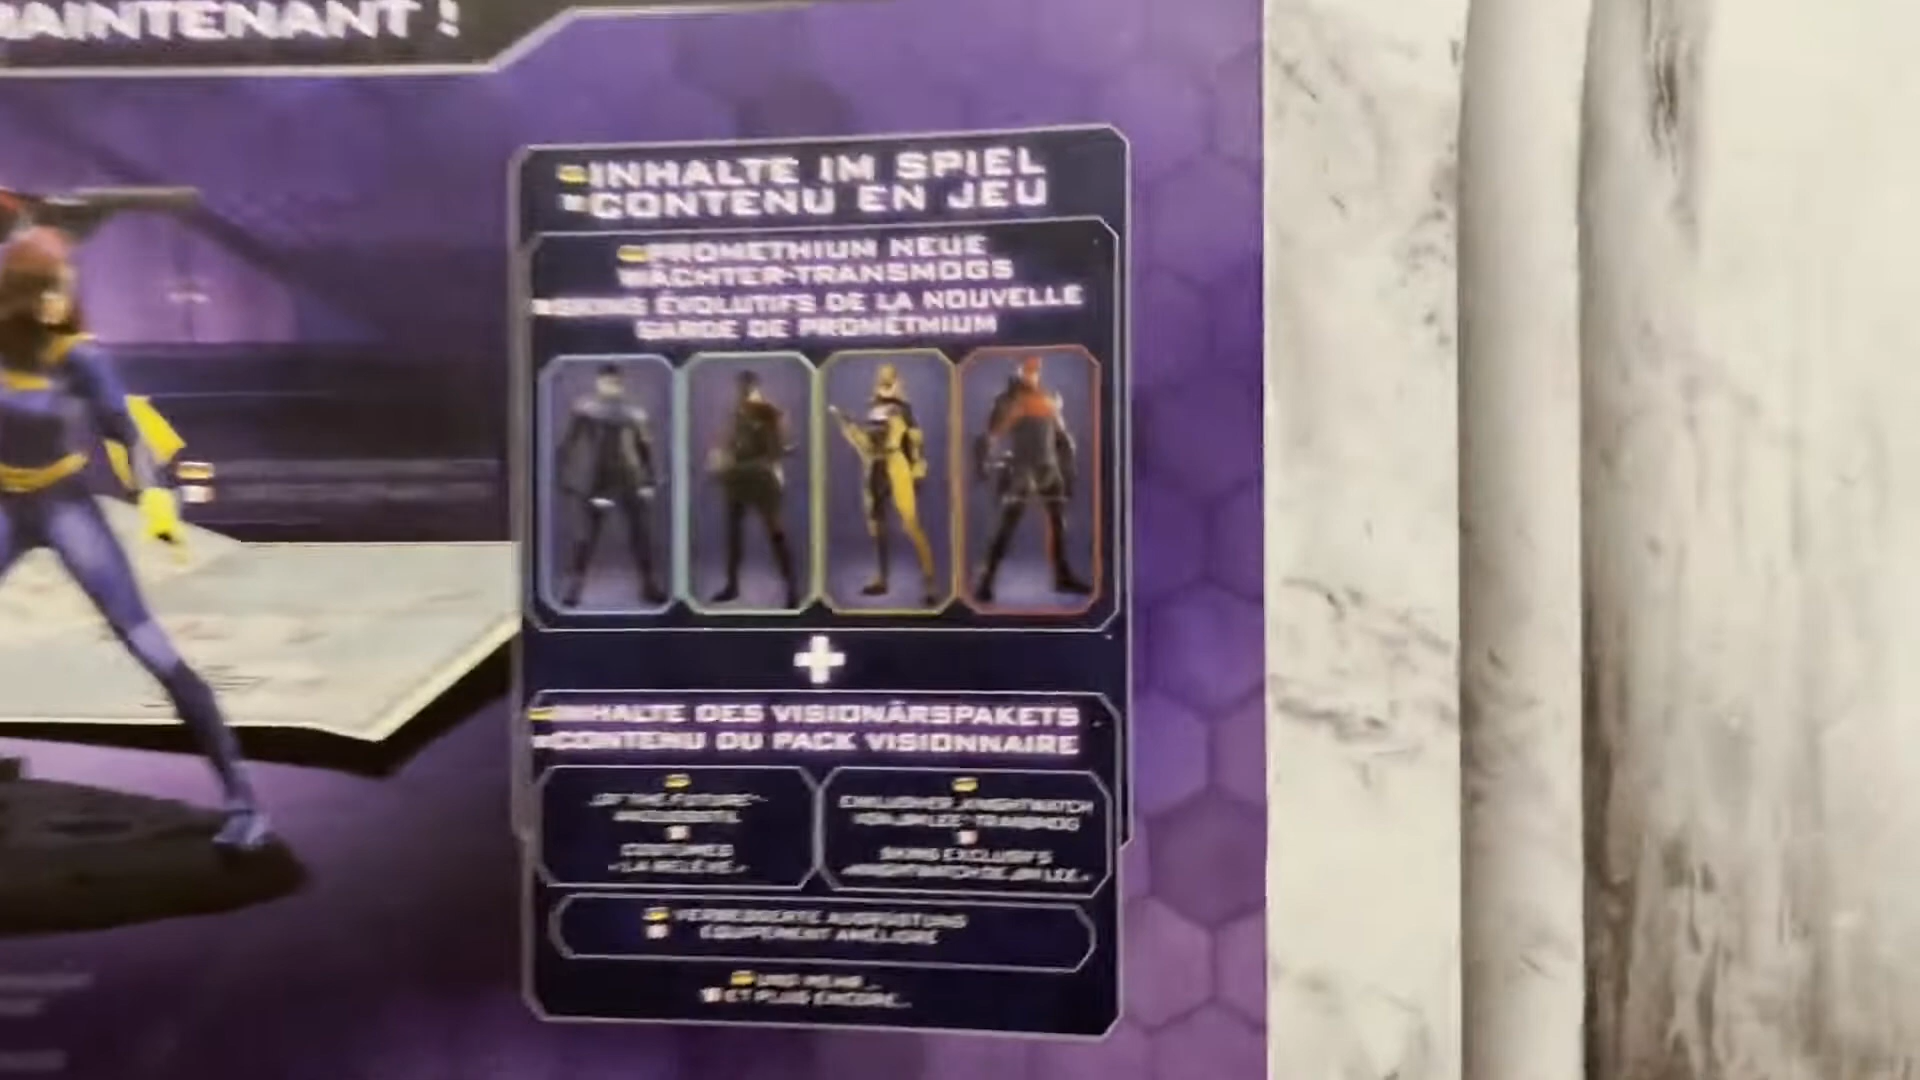 MAINTENANT !
INHALTE IM SPIEL
CONTENU EN JEU
PROMETHIUM NEUE
WÄCHTER-TRANSMOGS
SKINS ÉVOLUTIFS DE LA NOUVELLE
GARDE DE PROMÉTHIUM
+
INHALTE DES VISIONÄRSPAKETS
CONTENU DU PACK VISIONNAIRE
COSTUMES
«LA RELÈVE»
EXKLUSIVER „KNIGHTWATCH
VON JIM LEE“-TRANSMOG
SKINS EXCLUSIFS
«KNIGHTWATCH DE JIM LEE»
VERBESSERTE AUSRÜSTUNG
ÉQUIPEMENT AMÉLIORÉ
UND MEHR...
ET PLUS ENCORE...